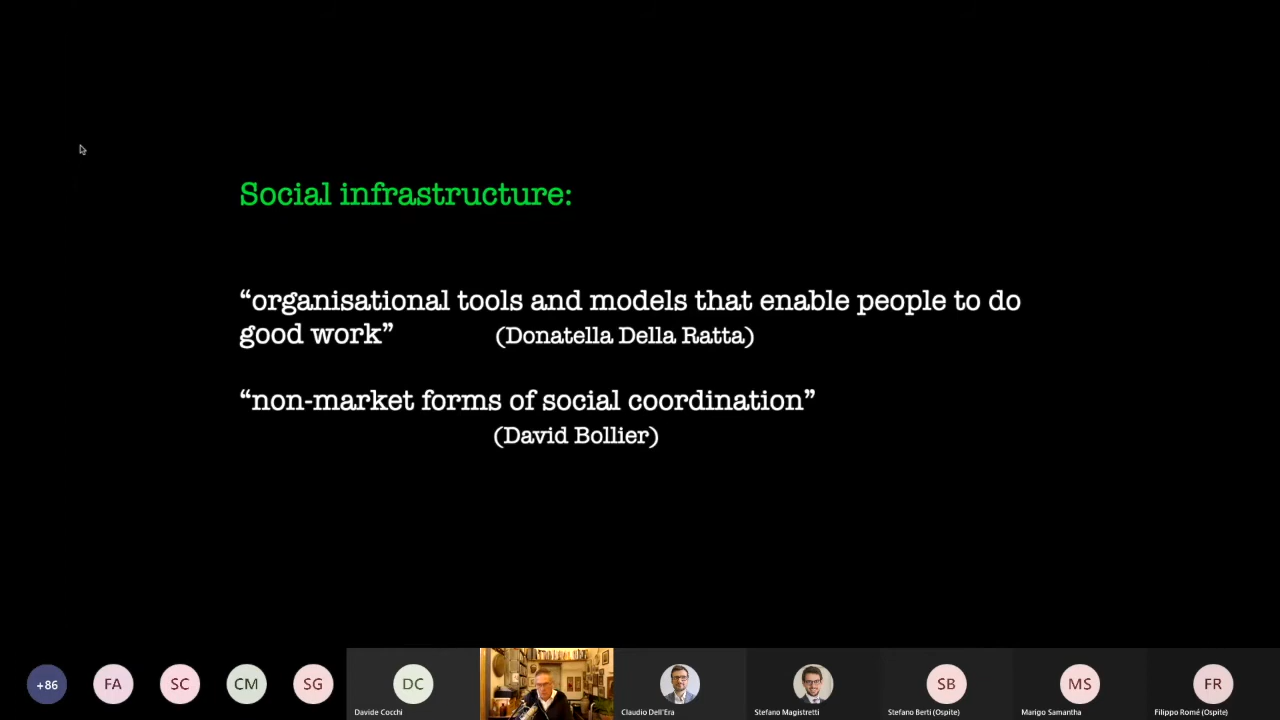 Social infrastructure:
“organisational tools and models that enable people to do
good work” (Donatella Della Ratta)
“non-market forms of social coordination”
(David Bollier)
+86
FA
SC
CM
SG
DC
Davide Cocchi
Claudio Dell'Era
Stefano Magistretti
SB
Stefano Berti (Ospite)
MS
Marigo Samantha
FR
Filippo Romé (Ospite)